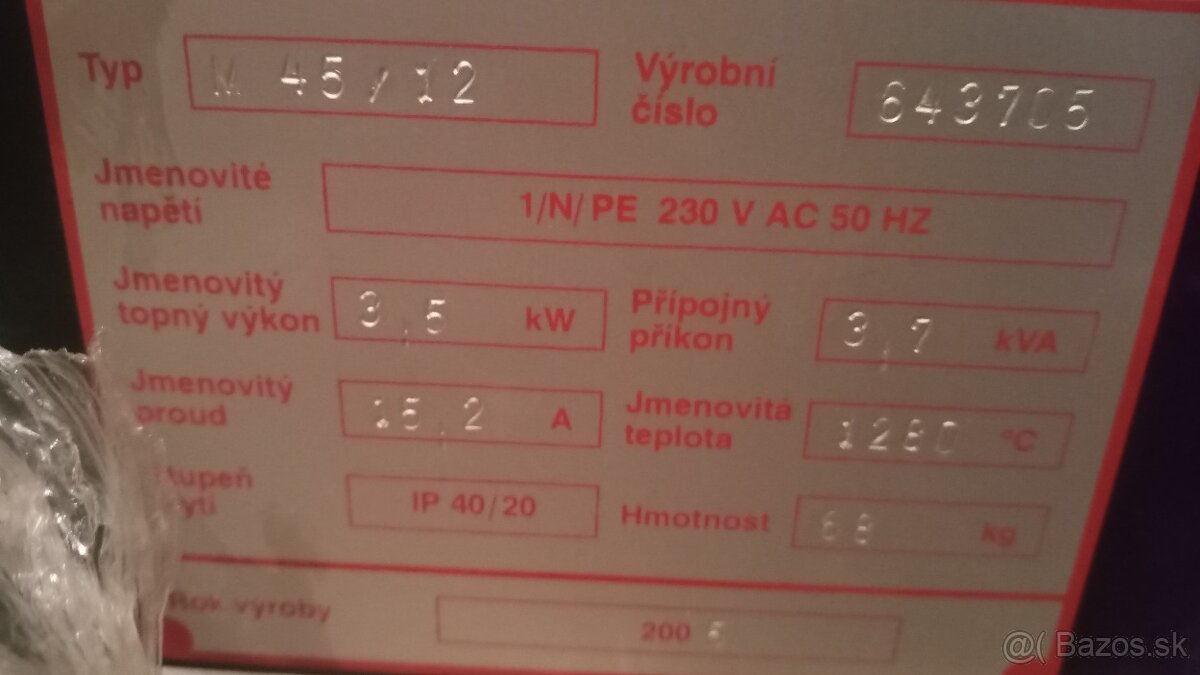 Typ M 45/12 Výrobní číslo 643705
Jmenovité napětí 1/N/PE 230 V AC 50 HZ
Jmenovitý topný výkon 3,5 kW Přípojný příkon 3,7 kVA
Jmenovitý proud 15,2 A Jmenovitá teplota 1280 °C
IP 40/20 Hmotnost 68 kg
Rok výroby 200
@( Bazos.sk